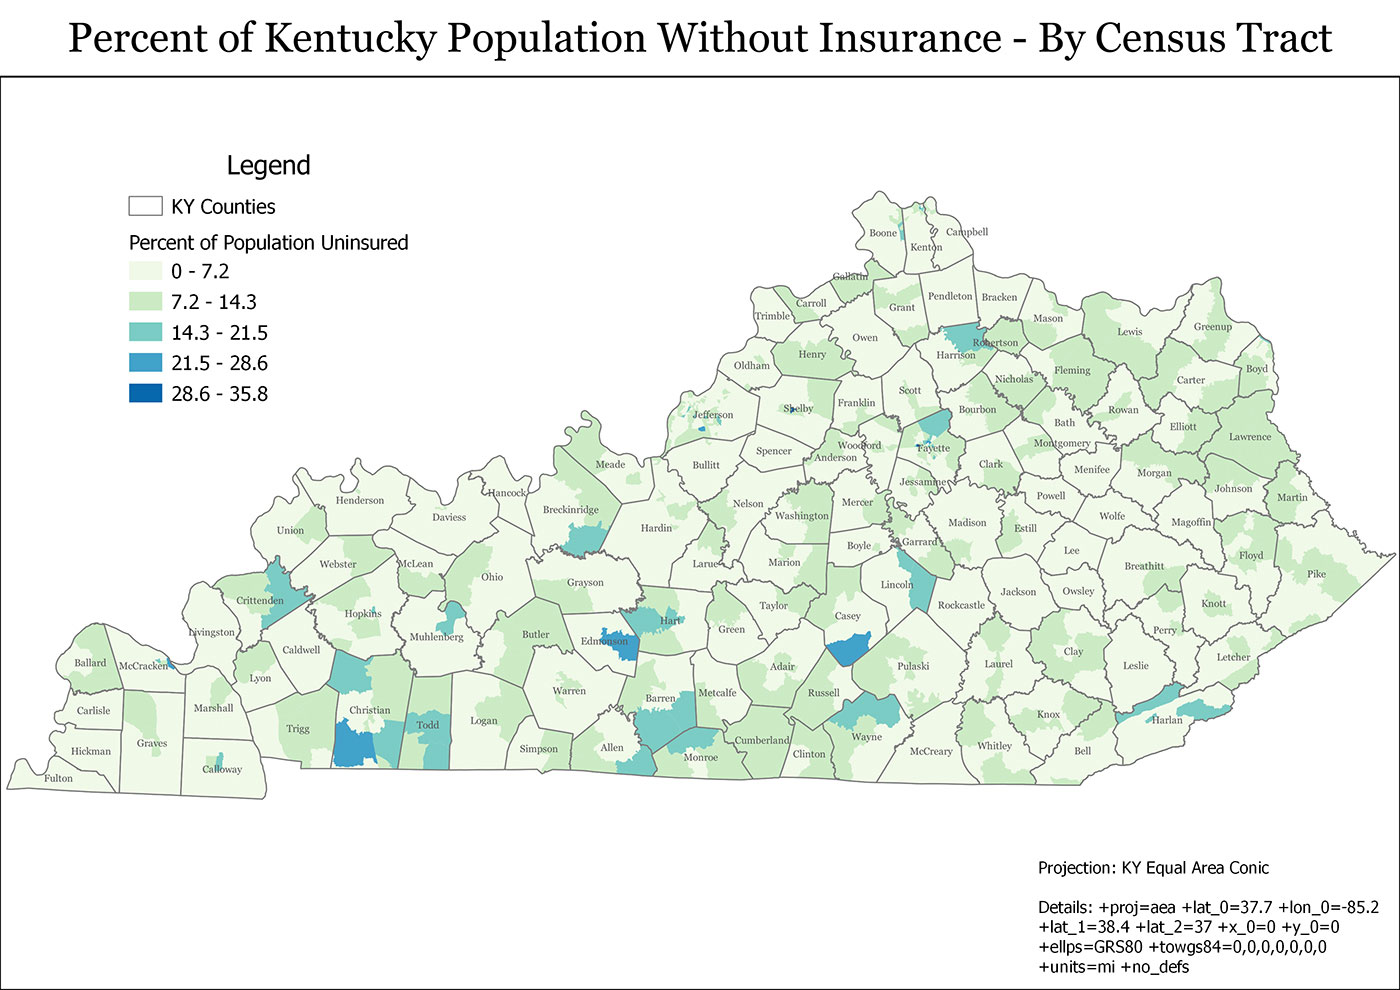 Percent of Kentucky Population Without Insurance - By Census Tract
Legend
KY Counties
Percent of Population Uninsured
0 - 7.2
7.2 - 14.3
14.3 - 21.5
21.5 - 28.6
28.6 - 35.8
Boone
Campbell
Kenton
Gallatin
Carroll
Trimble
Grant
Pendleton
Bracken
Mason
Lewis
Greenup
Owen
Robertson
Harrison
Henry
Oldham
Nicholas
Fleming
Carter
Boyd
Scott
Franklin
Shelby
Jefferson
Bourbon
Rowan
Bath
Elliott
Lawrence
Woodford
Fayette
Montgomery
Spencer
Anderson
Bullitt
Meade
Clark
Menifee
Morgan
Jessamine
Johnson
Martin
Hancock
Henderson
Breckinridge
Nelson
Mercer
Powell
Daviess
Union
Hardin
Washington
Madison
Estill
Wolfe
Magoffin
Boyle
Garrard
Lee
Floyd
Webster
McLean
Larue
Marion
Breathitt
Pike
Ohio
Grayson
Lincoln
Jackson
Owsley
Crittenden
Hopkins
Taylor
Casey
Rockcastle
Knott
Livingston
Muhlenberg
Butler
Edmonson
Hart
Green
Perry
Caldwell
Clay
Letcher
Ballard
McCracken
Lyon
Adair
Pulaski
Laurel
Leslie
Warren
Barren
Metcalfe
Russell
Carlisle
Marshall
Christian
Todd
Logan
Knox
Harlan
Trigg
Graves
Hickman
Simpson
Allen
Cumberland
Wayne
Whitley
Bell
McCreary
Monroe
Clinton
Calloway
Fulton
Projection: KY Equal Area Conic
Details: +proj=aea +lat_0=37.7 +lon_0=-85.2
+lat_1=38.4 +lat_2=37 +x_0=0 +y_0=0
+ellps=GRS80 +towgs84=0,0,0,0,0,0,0
+units=mi +no_defs